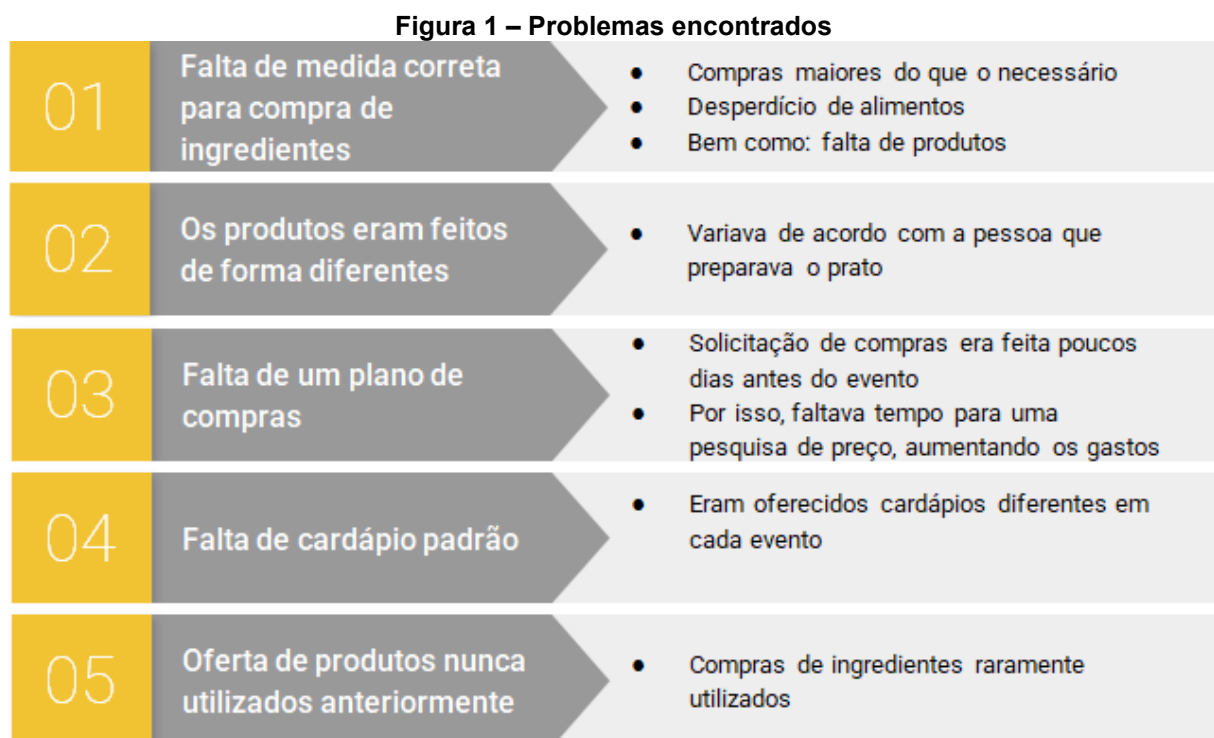 Figura 1 – Problemas encontrados
01
Falta de medida correta
para compra de
ingredientes
● Compras maiores do que o necessário
● Desperdício de alimentos
● Bem como: falta de produtos
02
Os produtos eram feitos
de forma diferentes
● Variava de acordo com a pessoa que
preparava o prato
03
Falta de um plano de
compras
● Solicitação de compras era feita poucos
dias antes do evento
● Por isso, faltava tempo para uma
pesquisa de preço, aumentando os gastos
04
Falta de cardápio padrão
● Eram oferecidos cardápios diferentes em
cada evento
05
Oferta de produtos nunca
utilizados anteriormente
● Compras de ingredientes raramente
utilizados